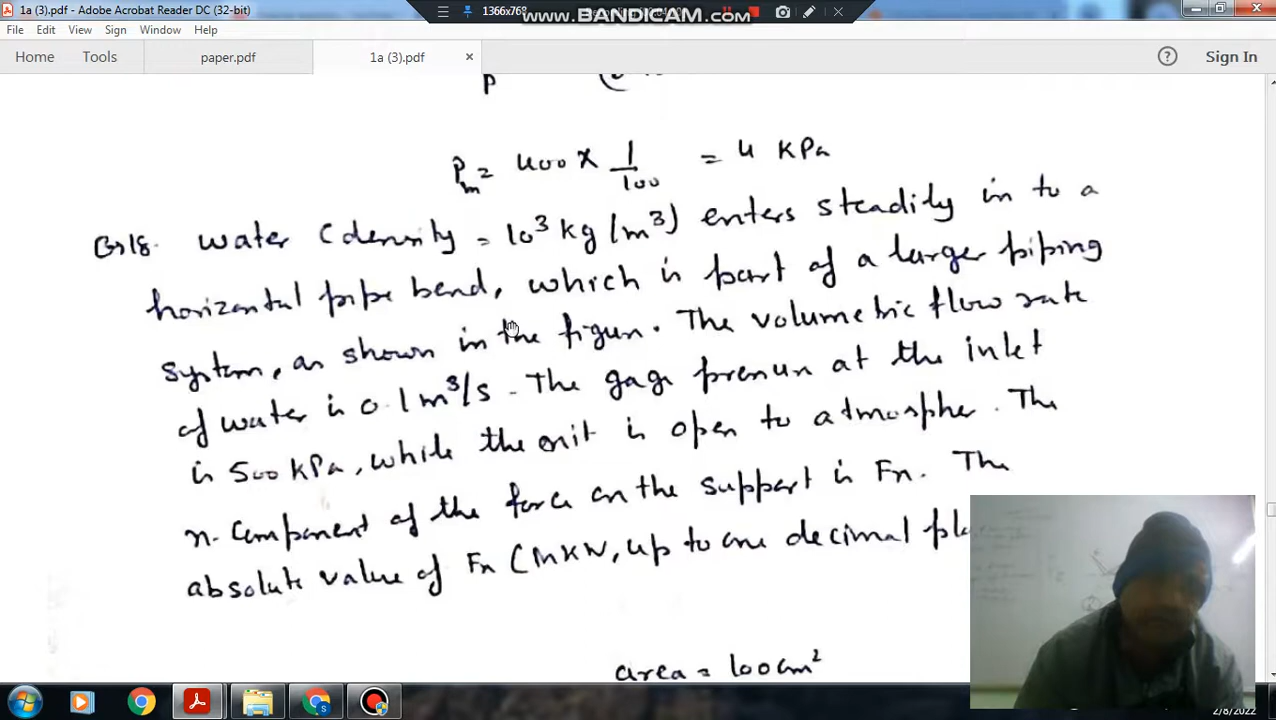 1a (3).pdf - Adobe Acrobat Reader DC (32-bit)
1366x768
www.BANDICAM.com
File Edit View Sign Window Help
Home Tools paper.pdf 1a (3).pdf × Sign In
P
Pm = 400 × 1/100 = 4 KPa
Q18. Water (density = 10³ kg/m³) enters steadily in to a
horizontal pipe bend, which is part of a larger piping
system, as shown in the figure. The volumetric flow rate
of water is 0.1 m³/s. The gage pressure at the inlet
is 500 KPa, while the exit is open to atmosphe. The
x-component of the force on the support is Fx. The
absolute value of Fx (in KN, up to one decimal pl
area = 100 cm²
2/8/2022